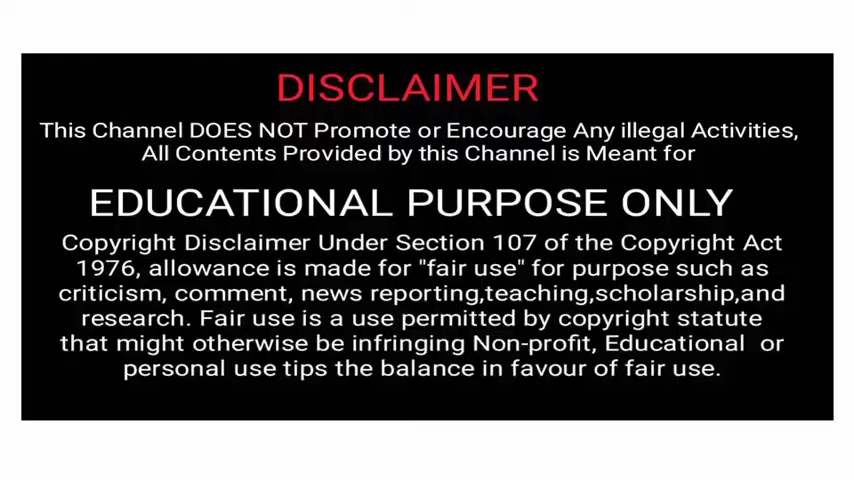 DISCLAIMER
This Channel DOES NOT Promote or Encourage Any illegal Activities,
All Contents Provided by this Channel is Meant for
EDUCATIONAL PURPOSE ONLY
Copyright Disclaimer Under Section 107 of the Copyright Act
1976, allowance is made for "fair use" for purpose such as
criticism, comment, news reporting,teaching,scholarship,and
research. Fair use is a use permitted by copyright statute
that might otherwise be infringing Non-profit, Educational or
personal use tips the balance in favour of fair use.